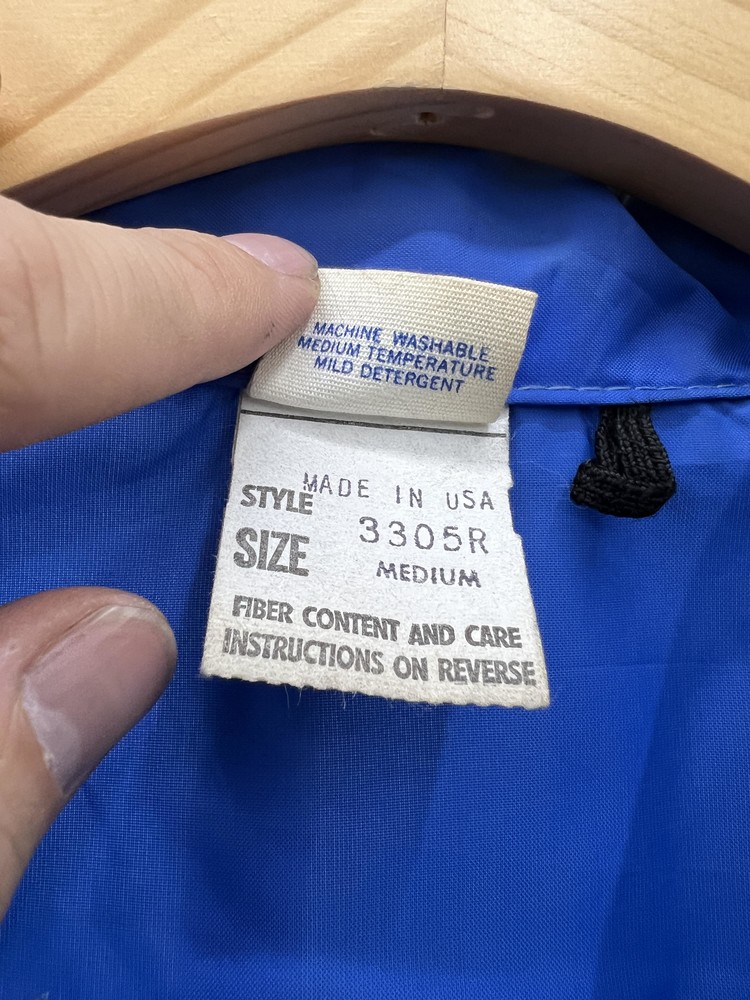 MACHINE WASHABLE
MEDIUM TEMPERATURE
MILD DETERGENT
MADE IN USA
STYLE 3305R
SIZE MEDIUM
FIBER CONTENT AND CARE
INSTRUCTIONS ON REVERSE